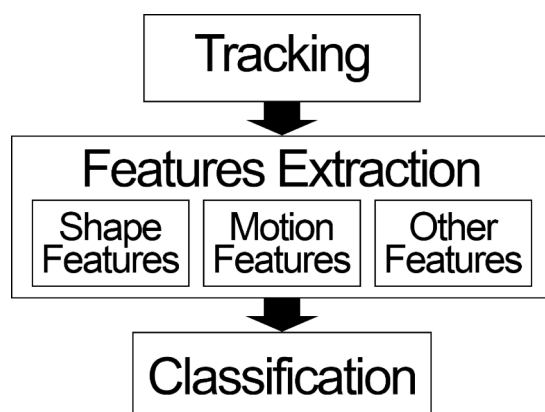 Tracking
Features Extraction
Shape
Features
Motion
Features
Other
Features
Classification